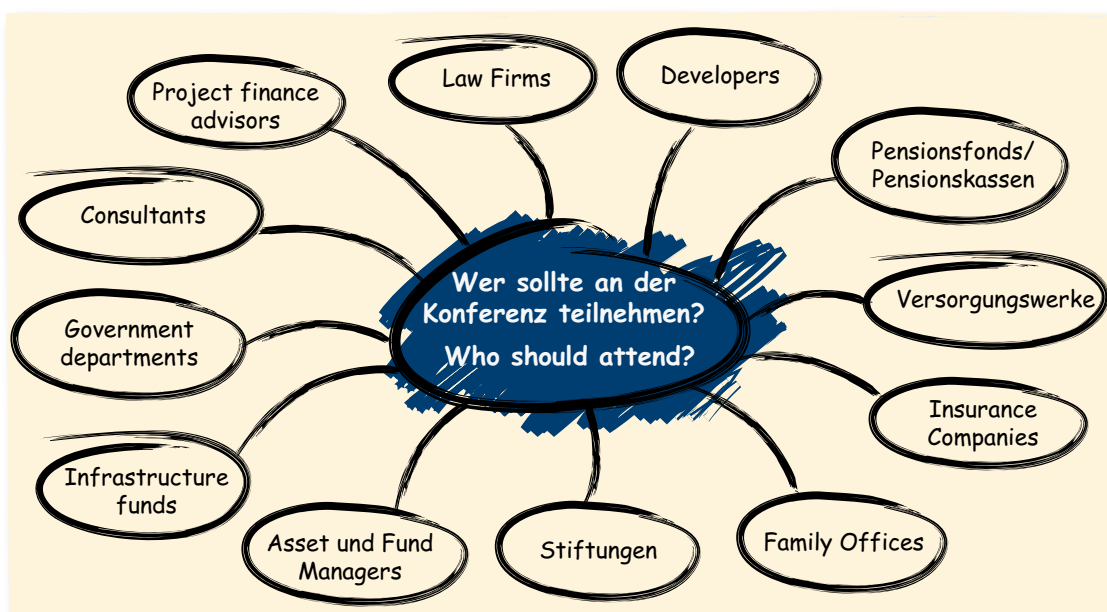 Wer sollte an der
Konferenz teilnehmen?
Who should attend?
Law Firms
Developers
Pensionsfonds/
Pensionskassen
Versorgungswerke
Insurance
Companies
Family Offices
Stiftungen
Asset und Fund
Managers
Infrastructure
funds
Government
departments
Consultants
Project finance
advisors